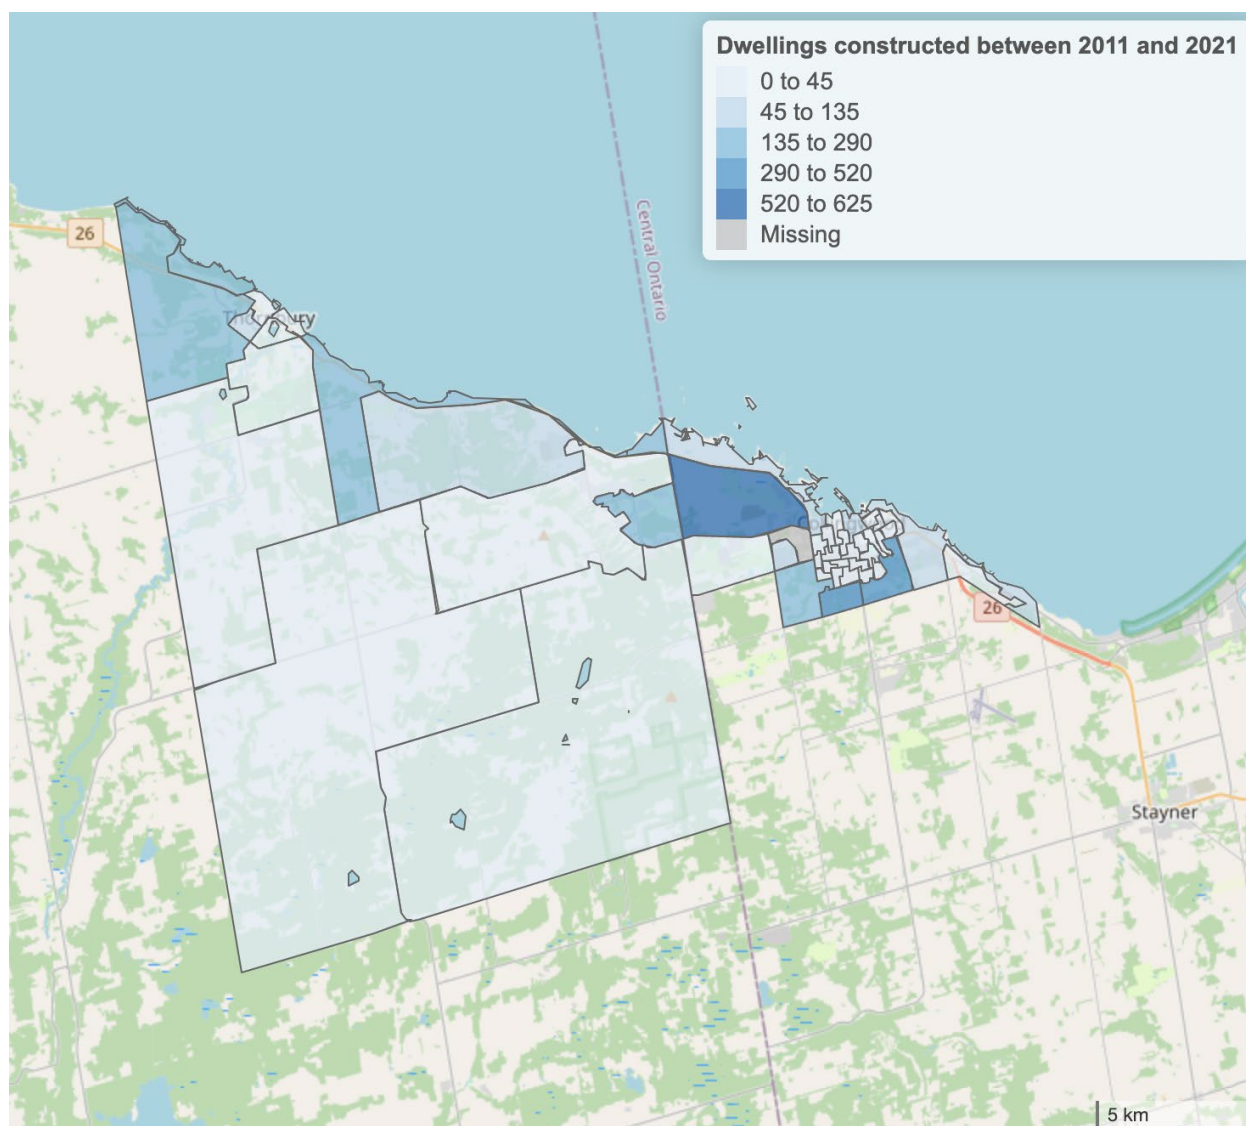 Dwellings constructed between 2011 and 2021
0 to 45
45 to 135
135 to 290
290 to 520
520 to 625
Missing
Central Ontario
26
Thornbury
26
Stayner
5 km